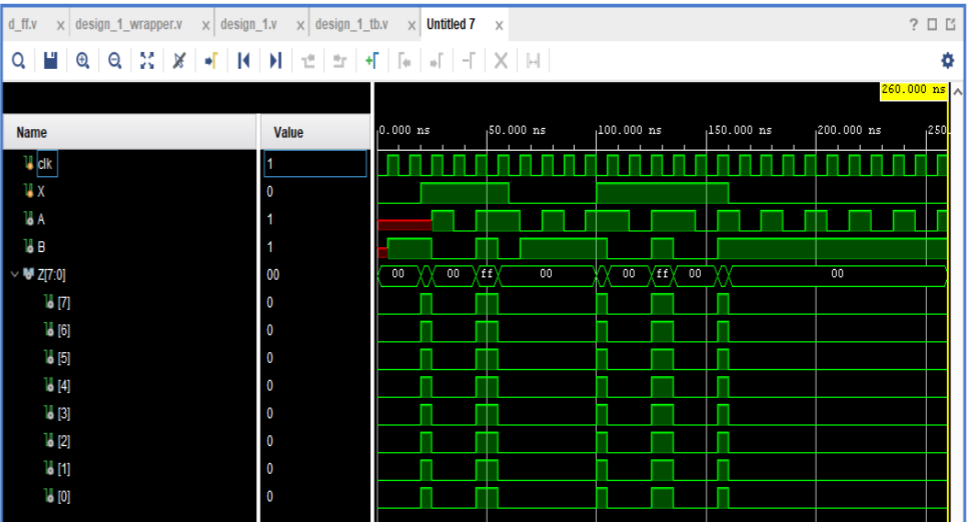 d_ff.v x design_1_wrapper.v x design_1.v x design_1_tb.v x Untitled 7 x ?
260.000 ns
Name Value 0.000 ns 50.000 ns 100.000 ns 150.000 ns 200.000 ns 250.
clk 1
X 0
A 1
B 1
Z[7:0] 00 00 00 ff 00 00 ff 00 00
[7] 0
[6] 0
[5] 0
[4] 0
[3] 0
[2] 0
[1] 0
[0] 0